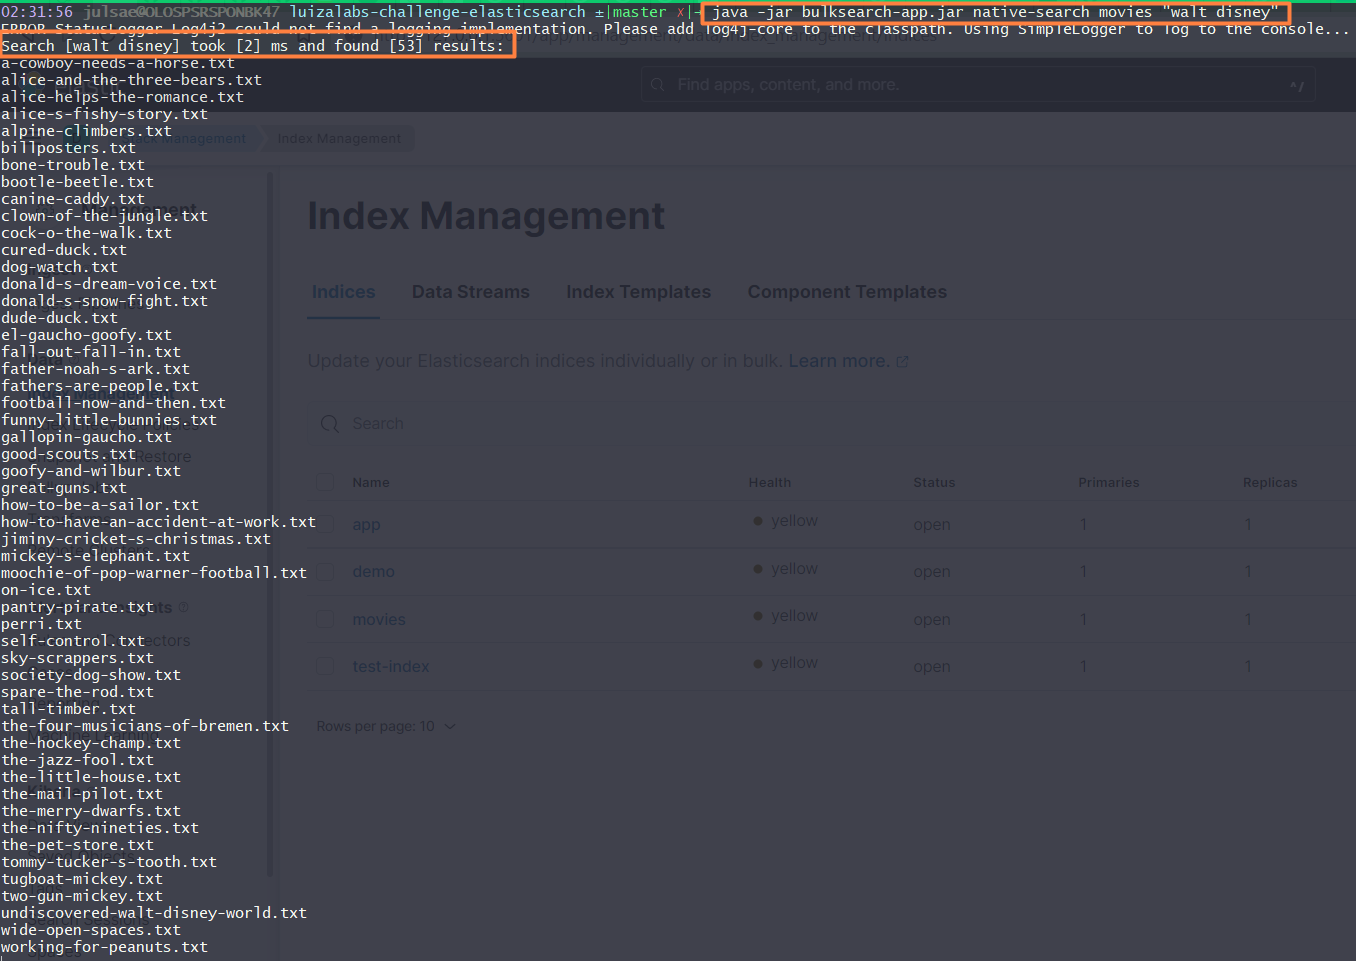 02:31:56 julsae@OLOSPSRSPONBK47 luizalabs-challenge-elasticsearch ±|master ✗|→ java -jar bulksearch-app.jar native-search movies "walt disney"
ERROR StatusLogger Log4j2 could not find a logging implementation. Please add log4j-core to the classpath. Using SimpleLogger to log to the console...
Search [walt disney] took [2] ms and found [53] results:
a-cowboy-needs-a-horse.txt
alice-and-the-three-bears.txt
Find apps, content, and more.
^/
alice-helps-the-romance.txt
alice-s-fishy-story.txt
alpine-climbers.txt
Management
Index Management
billposters.txt
bone-trouble.txt
bootle-beetle.txt
canine-caddy.txt
Management
clown-of-the-jungle.txt
Index Management
cock-o-the-walk.txt
cured-duck.txt
dog-watch.txt
donald-s-dream-voice.txt
Indices
Data Streams
Index Templates
Component Templates
donald-s-snow-fight.txt
dude-duck.txt
el-gaucho-goofy.txt
fall-out-fall-in.txt
Update your Elasticsearch indices individually or in bulk. Learn more.
father-noah-s-ark.txt
fathers-are-people.txt
Index Management
football-now-and-then.txt
funny-little-bunnies.txt
Search
gallopin-gaucho.txt
good-scouts.txt
Restore
goofy-and-wilbur.txt
great-guns.txt
Name Health Status Primaries Replicas
how-to-be-a-sailor.txt
how-to-have-an-accident-at-work.txt
app yellow open 1 1
jiminy-cricket-s-christmas.txt
mickey-s-elephant.txt
moochie-of-pop-warner-football.txt
demo yellow open 1 1
on-ice.txt
pantry-pirate.txt
perri.txt
movies yellow open 1 1
self-control.txt
sky-scrappers.txt
society-dog-show.txt
test-index yellow open 1 1
spare-the-rod.txt
tall-timber.txt
the-four-musicians-of-bremen.txt
Rows per page: 10
Machine Learning
the-hockey-champ.txt
the-jazz-fool.txt
the-little-house.txt
the-mail-pilot.txt
the-merry-dwarfs.txt
the-nifty-nineties.txt
the-pet-store.txt
tommy-tucker-s-tooth.txt
tugboat-mickey.txt
two-gun-mickey.txt
undiscovered-walt-disney-world.txt
wide-open-spaces.txt
working-for-peanuts.txt
Spaces